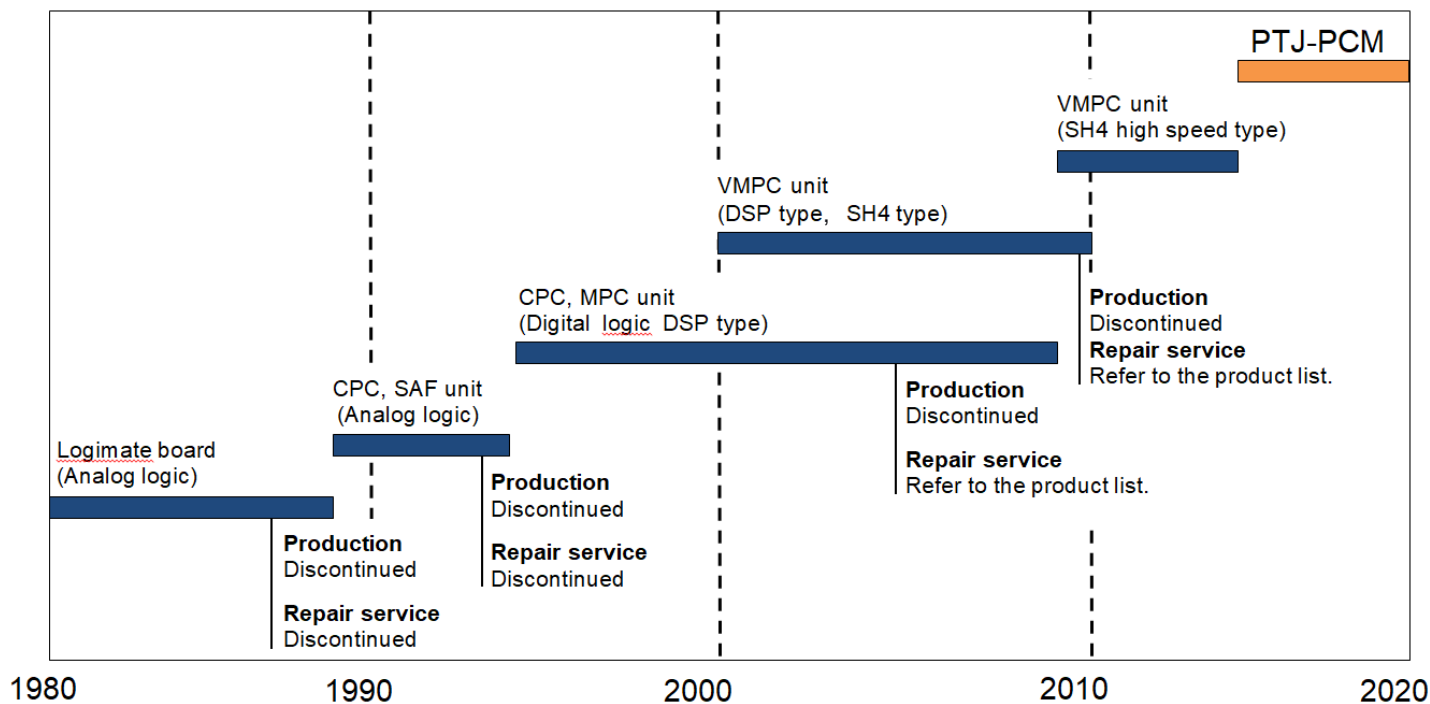 PTJ-PCM
VMPC unit
(SH4 high speed type)
VMPC unit
(DSP type, SH4 type)
CPC, MPC unit
(Digital logic DSP type)
Production
Discontinued
Repair service
Refer to the product list.
CPC, SAF unit
(Analog logic)
Production
Discontinued
Repair service
Refer to the product list.
Logimate board
(Analog logic)
Production
Discontinued
Repair service
Discontinued
Production
Discontinued
Repair service
Discontinued
1980
1990
2000
2010
2020